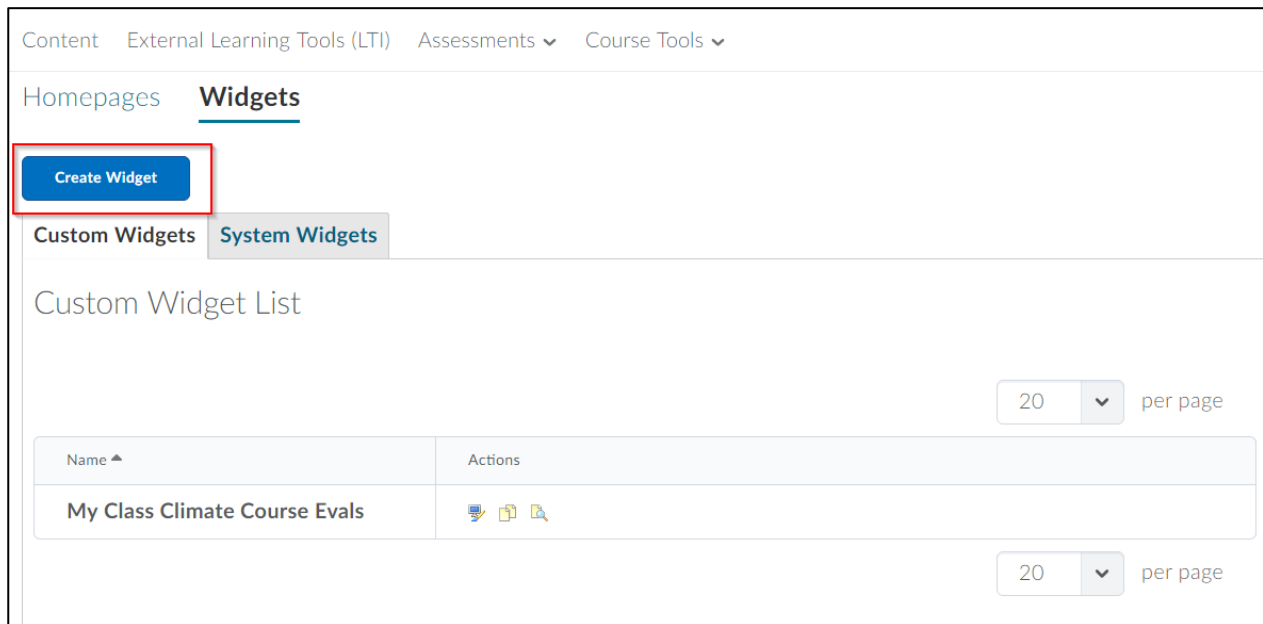 Content External Learning Tools (LTI) Assessments Course Tools
Homepages Widgets
Create Widget
Custom Widgets System Widgets
Custom Widget List
20 per page
Name Actions
My Class Climate Course Evals
20 per page